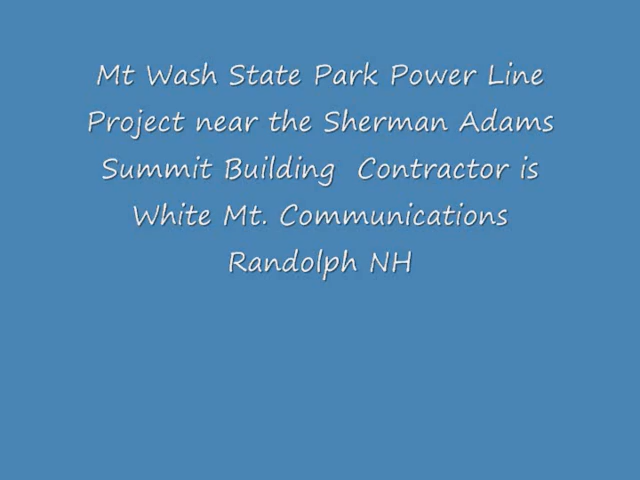 Mt Wash State Park Power Line
Project near the Sherman Adams
Summit Building  Contractor is
White Mt. Communications
Randolph NH